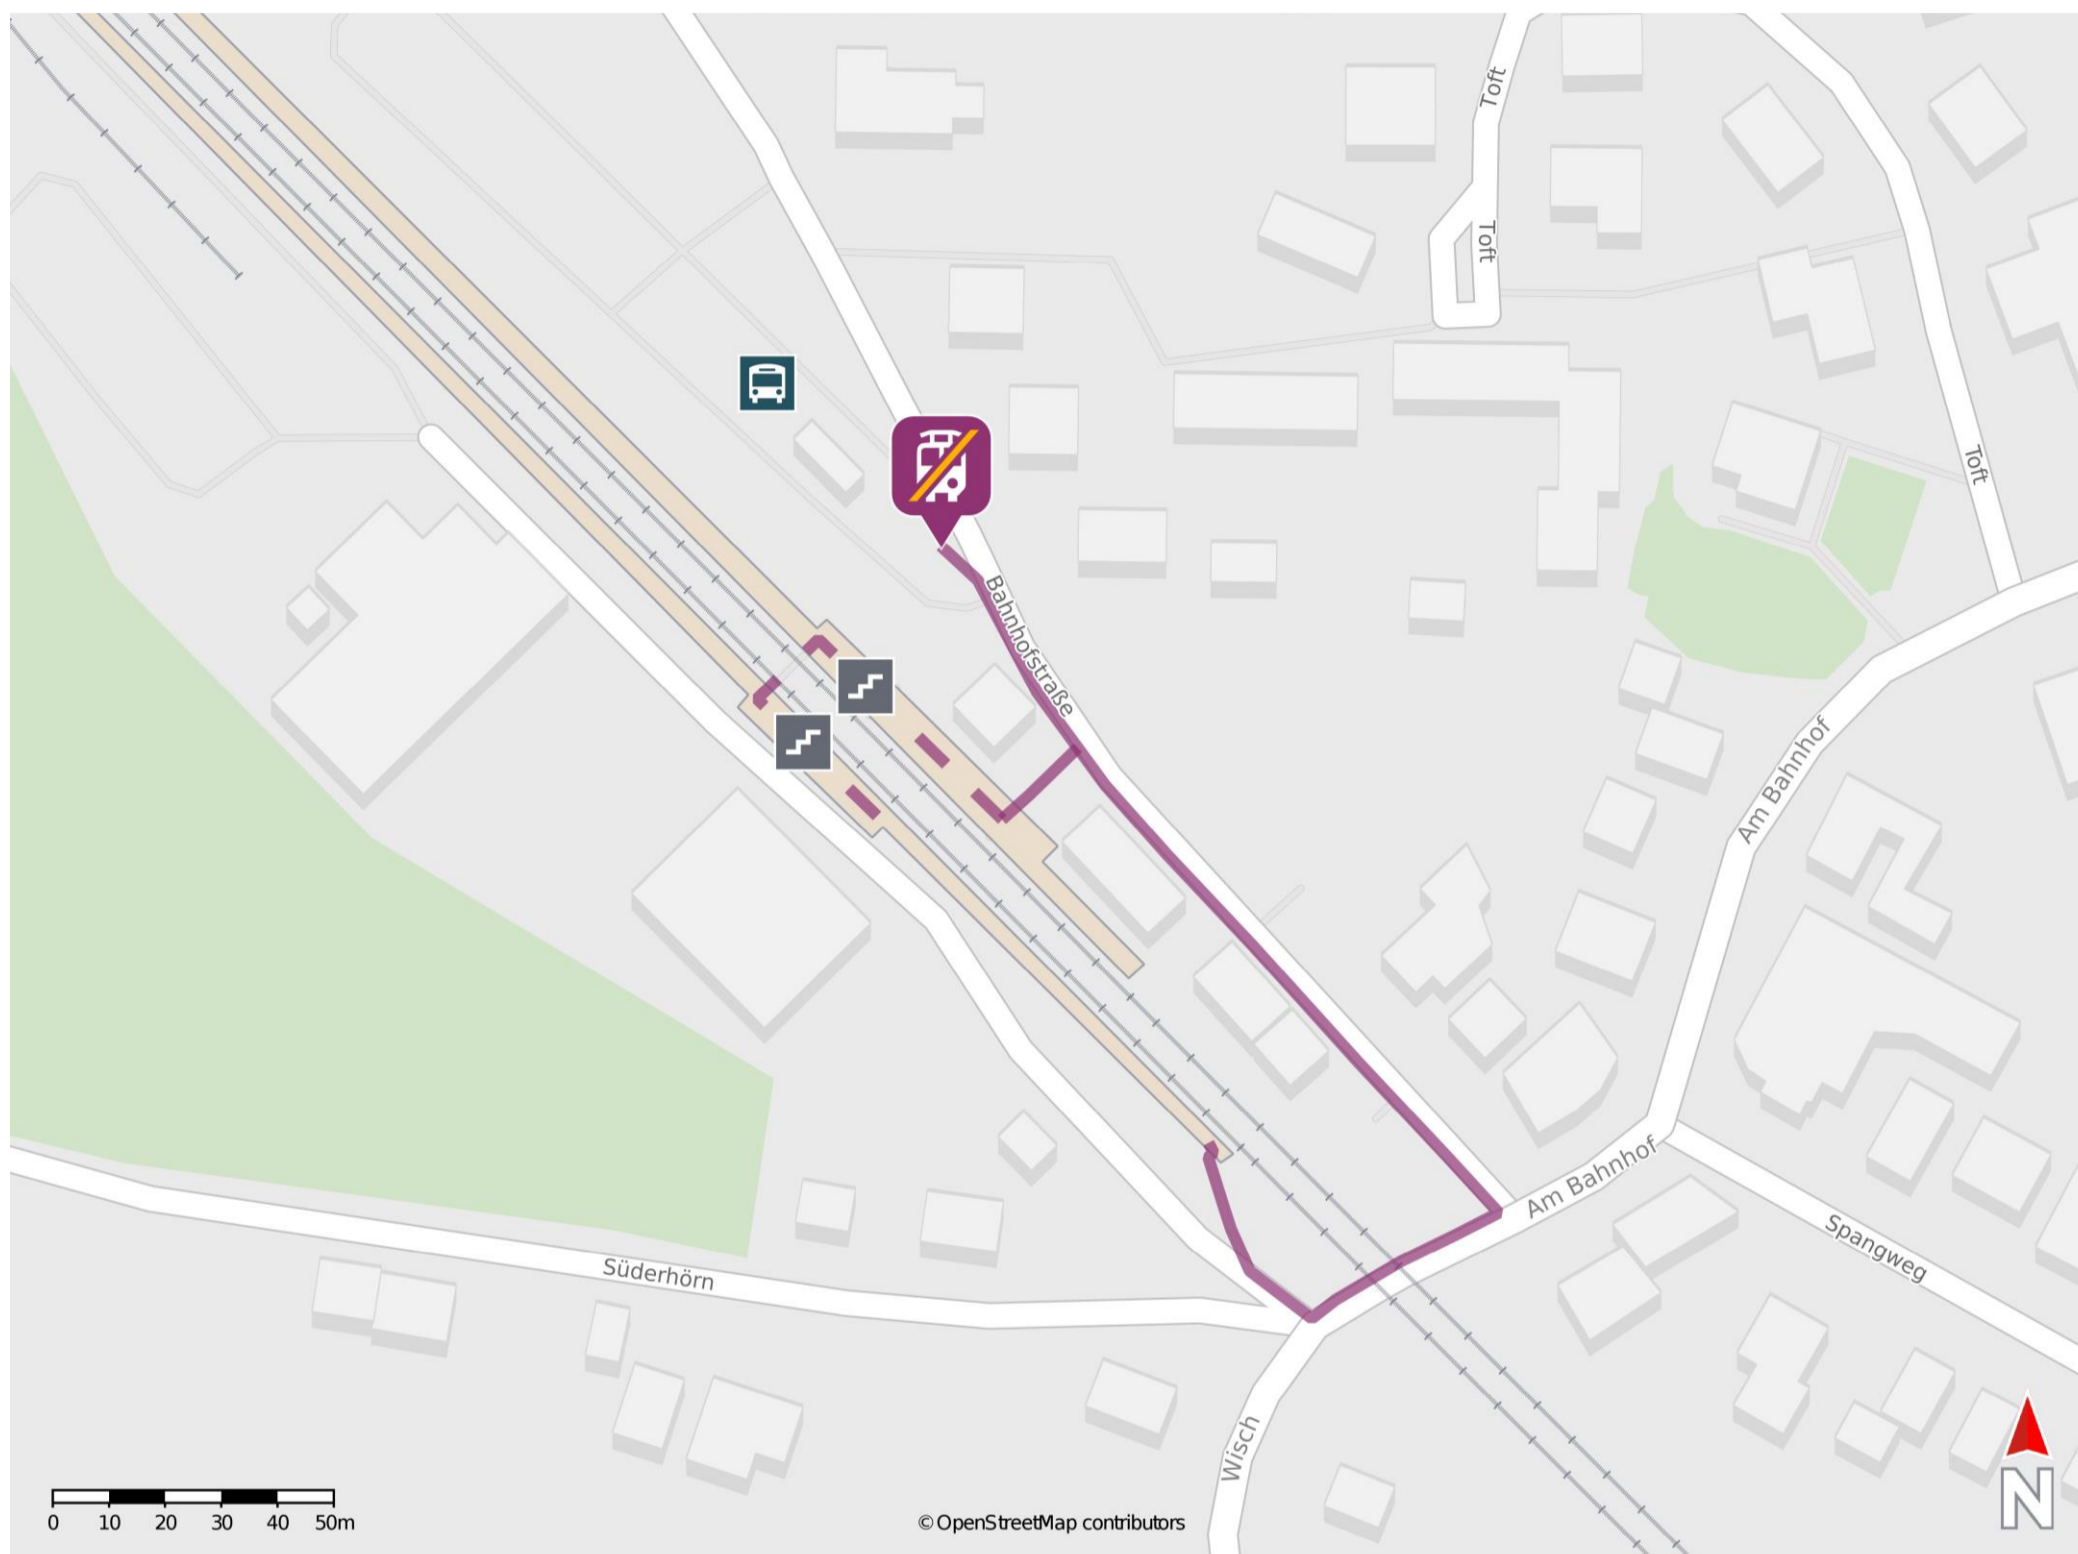 Toft
Toft
Toft
Bahnhofstraße
Am Bahnhof
Am Bahnhof
Spangweg
Süderhörn
Wisch
N
0 10 20 30 40 50m
© OpenStreetMap contributors